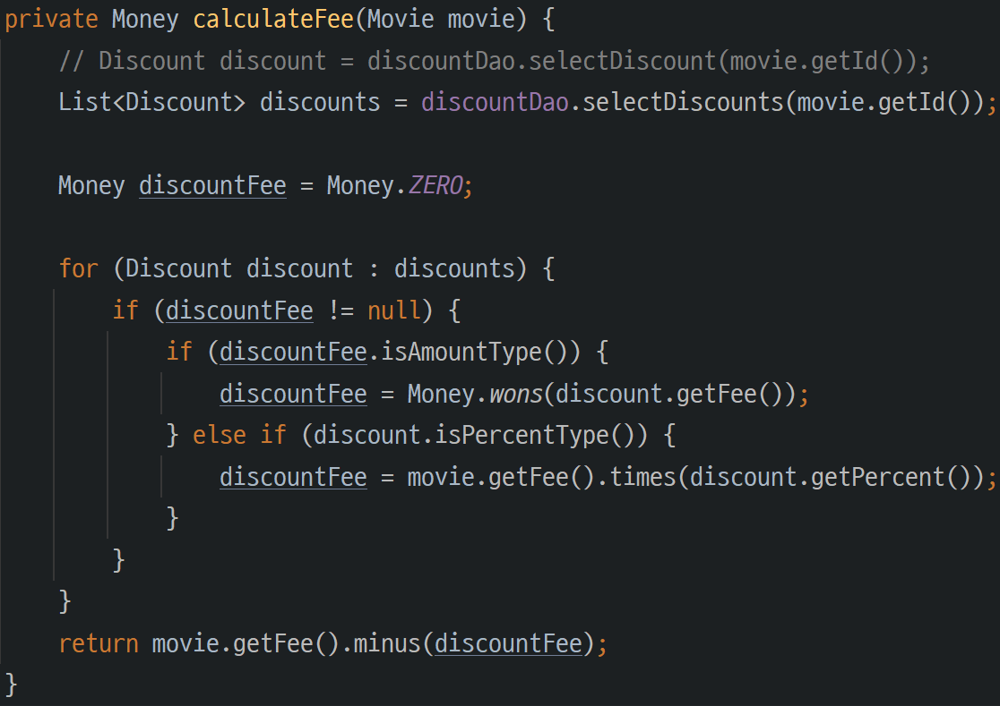 private Money calculateFee(Movie movie) {
// Discount discount = discountDao.selectDiscount(movie.getId());
List<Discount> discounts = discountDao.selectDiscounts(movie.getId());
Money discountFee = Money.ZERO;
for (Discount discount : discounts) {
if (discountFee != null) {
if (discountFee.isAmountType()) {
discountFee = Money.wons(discount.getFee());
} else if (discount.isPercentType()) {
discountFee = movie.getFee().times(discount.getPercent());
}
}
}
return movie.getFee().minus(discountFee);
}